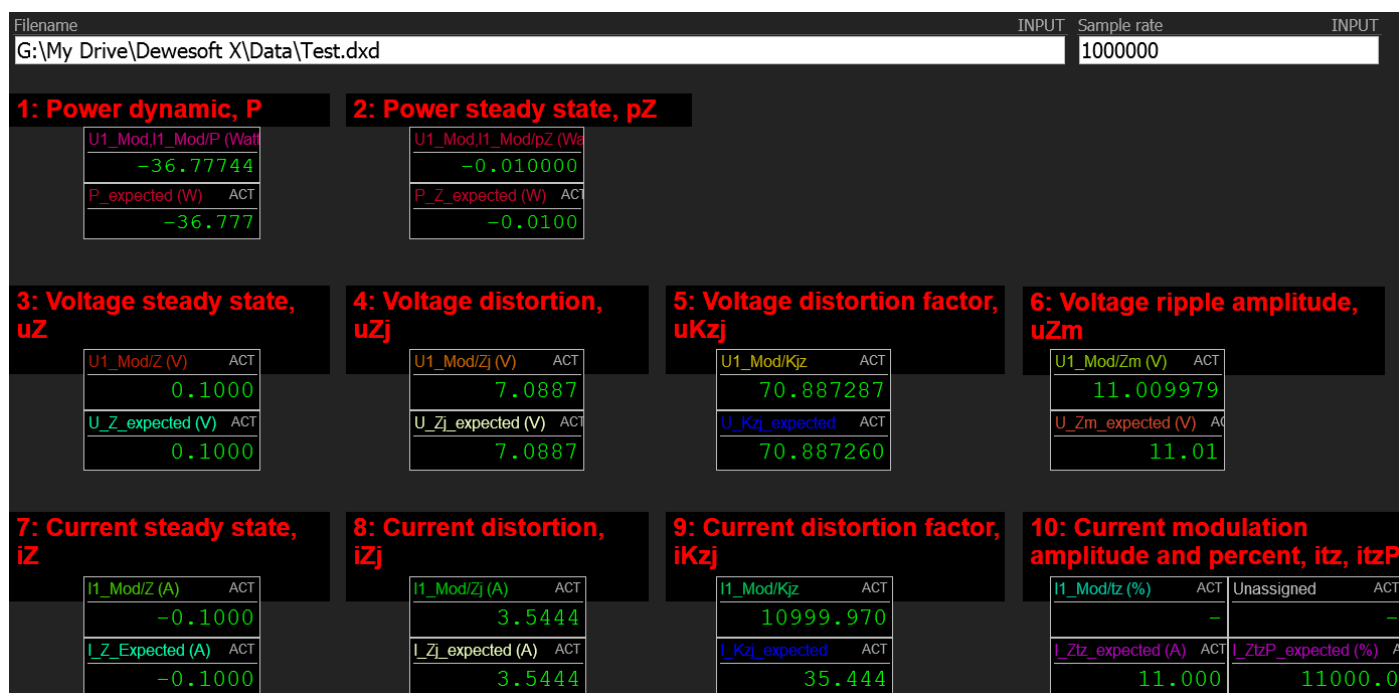 Filename INPUT Sample rate INPUT
G:\My Drive\Dewesoft X\Data\Test.dxd 1000000
1: Power dynamic, P 2: Power steady state, pZ
U1_Mod,I1_Mod/P (Watt U1_Mod,I1_Mod/pZ (Wa
-36.77744 -0.010000
P_expected (W) ACT P_Z_expected (W) ACT
-36.777 -0.0100
3: Voltage steady state, 4: Voltage distortion, 5: Voltage distortion factor, 6: Voltage ripple amplitude,
uZ uZj uKzj uZm
U1_Mod/Z (V) ACT U1_Mod/Zj (V) ACT U1_Mod/Kjz ACT U1_Mod/Zm (V) ACT
0.1000 7.0887 70.887287 11.009979
U_Z_expected (V) ACT U_Zj_expected (V) ACT U_Kzj_expected ACT U_Zm_expected (V) AC
0.1000 7.0887 70.887260 11.01
7: Current steady state, 8: Current distortion, 9: Current distortion factor, 10: Current modulation
iZ iZj iKzj amplitude and percent, itz, itzP
I1_Mod/Z (A) ACT I1_Mod/Zj (A) ACT I1_Mod/Kjz ACT I1_Mod/tz (%) ACT Unassigned ACT
-0.1000 3.5444 10999.970 - -
I_Z_Expected (A) ACT I_Zj_expected (A) ACT I_Kzj_expected ACT I_Ztz_expected (A) ACT I_ZtzP_expected (%) A
-0.1000 3.5444 35.444 11.000 11000.0